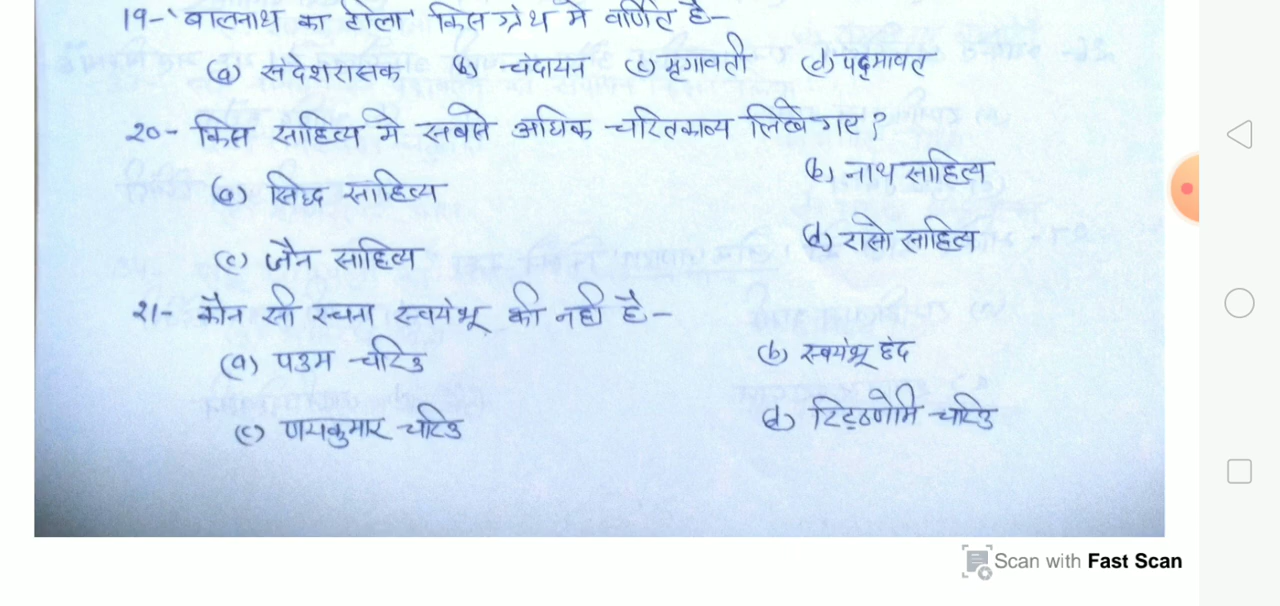 19- 'बालनाथ का टीला' किस ग्रंथ में वर्णित है-
(a) संदेशरासक (b) चंदायन (c) मृगावती (d) पद्मावत
20- किस साहित्य में सबसे अधिक चरितकाव्य लिखे गए?
(a) सिद्ध साहित्य (b) नाथ साहित्य
(c) जैन साहित्य (d) रासो साहित्य
21- कौन सी रचना स्वयंभू की नही है-
(a) पउम चरिउ (b) स्वयंभू छंद
(c) णयकुमार चरिउ (d) रिट्ठणेमि चरिउ
Scan with Fast Scan